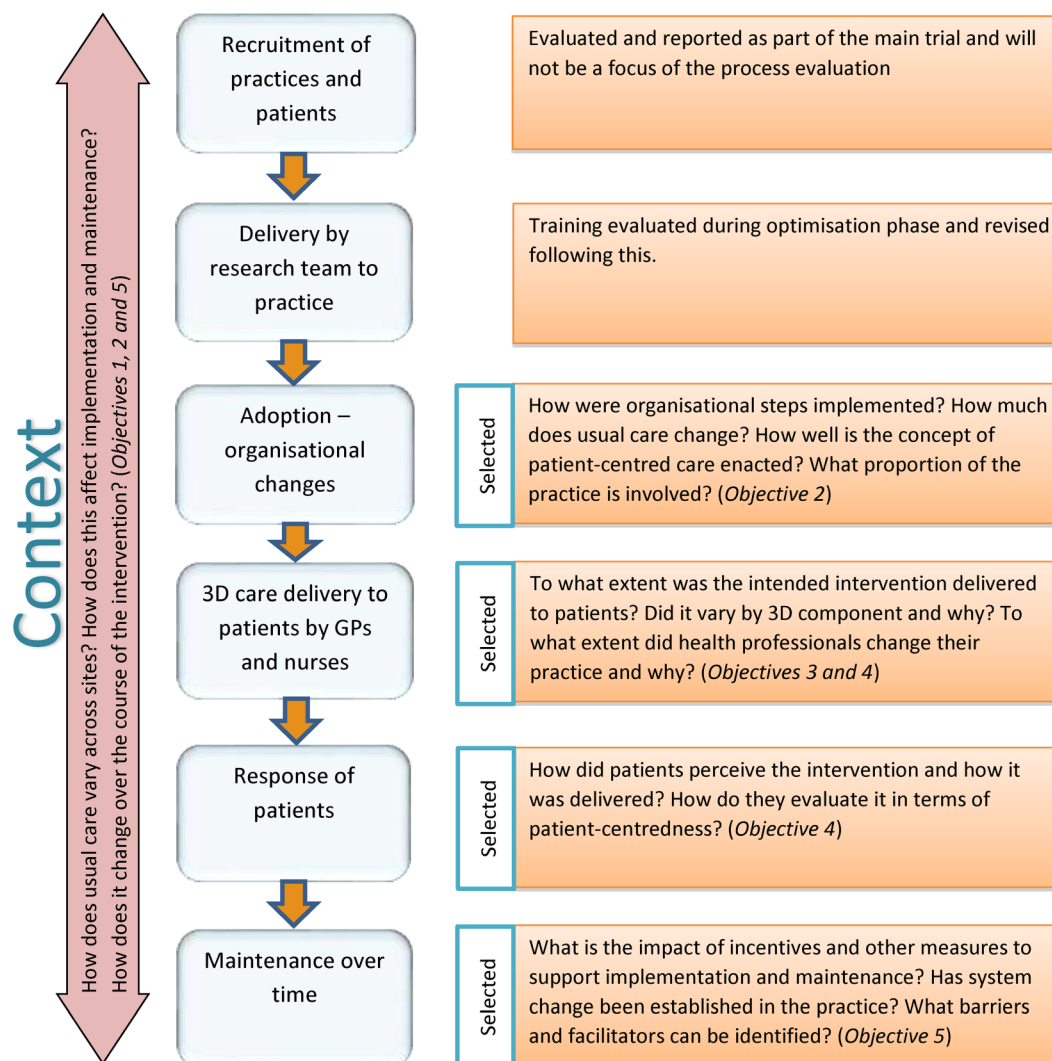 Context
How does usual care vary across sites? How does this affect implementation and maintenance?
How does it change over the course of the intervention? (Objectives 1, 2 and 5)
Recruitment of
practices and
patients
Evaluated and reported as part of the main trial and will
not be a focus of the process evaluation
Delivery by
research team to
practice
Training evaluated during optimisation phase and revised
following this.
Adoption –
organisational
changes
Selected
How were organisational steps implemented? How much
does usual care change? How well is the concept of
patient-centred care enacted? What proportion of the
practice is involved? (Objective 2)
3D care delivery to
patients by GPs
and nurses
Selected
To what extent was the intended intervention delivered
to patients? Did it vary by 3D component and why? To
what extent did health professionals change their
practice and why? (Objectives 3 and 4)
Response of
patients
Selected
How did patients perceive the intervention and how it
was delivered? How do they evaluate it in terms of
patient-centredness? (Objective 4)
Maintenance over
time
Selected
What is the impact of incentives and other measures to
support implementation and maintenance? Has system
change been established in the practice? What barriers
and facilitators can be identified? (Objective 5)